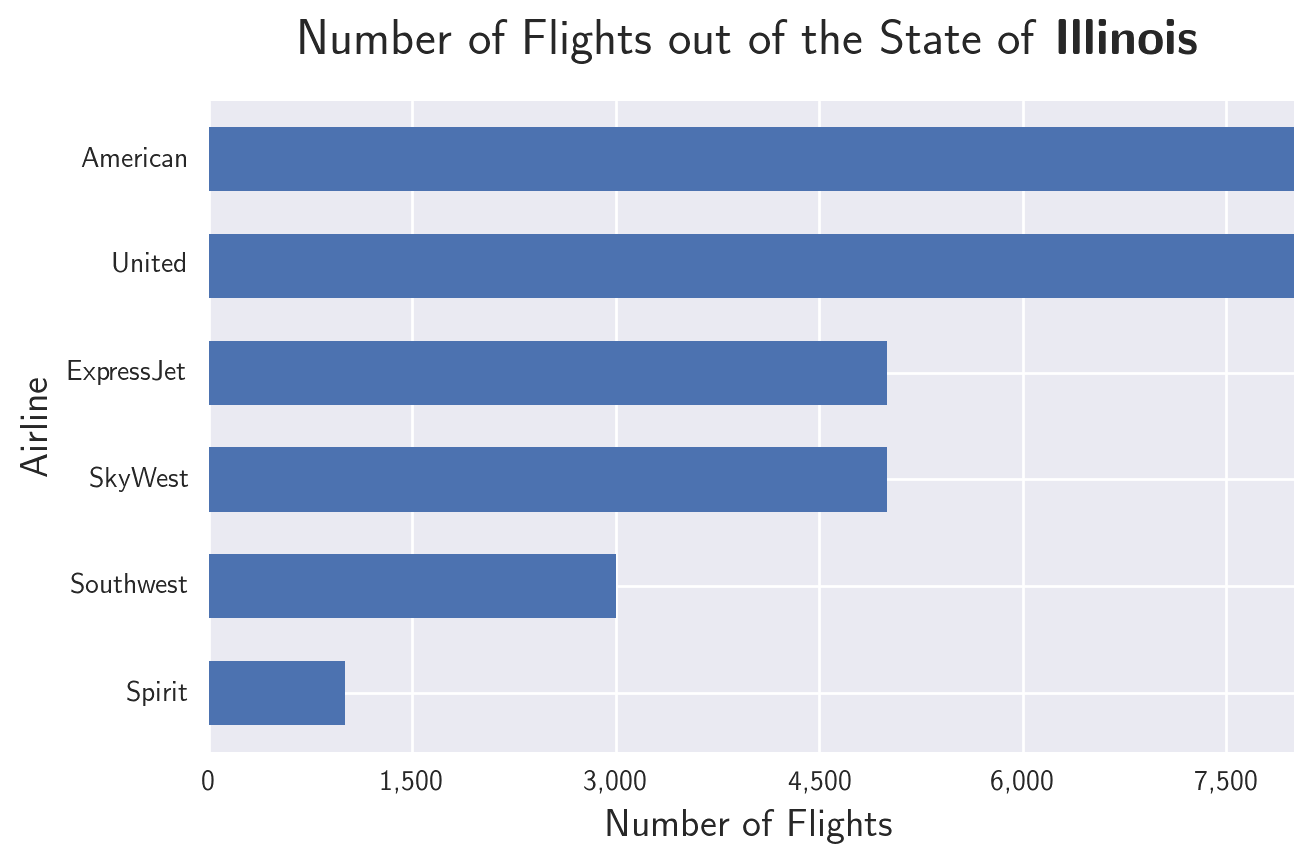 Number of Flights out of the State of Illinois
American
United
ExpressJet
SkyWest
Southwest
Spirit
Airline
0 1,500 3,000 4,500 6,000 7,500
Number of Flights